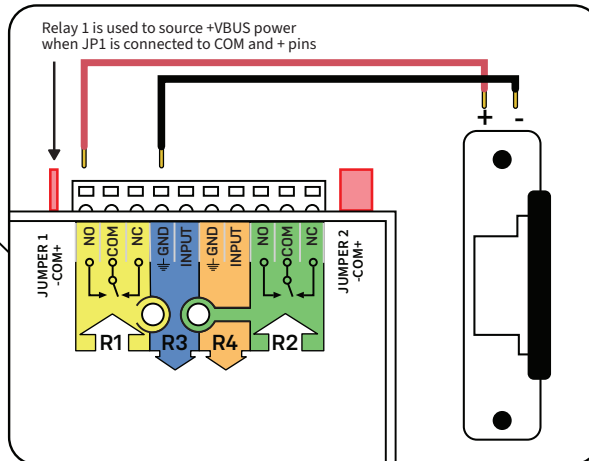 Relay 1 is used to source +VBUS power
when JP1 is connected to COM and + pins
+ -
JUMPER 1
-COM+
NO
COM
NC
GND
INPUT
GND
INPUT
NO
COM
NC
JUMPER 2
-COM+
R1
R3
R4
R2